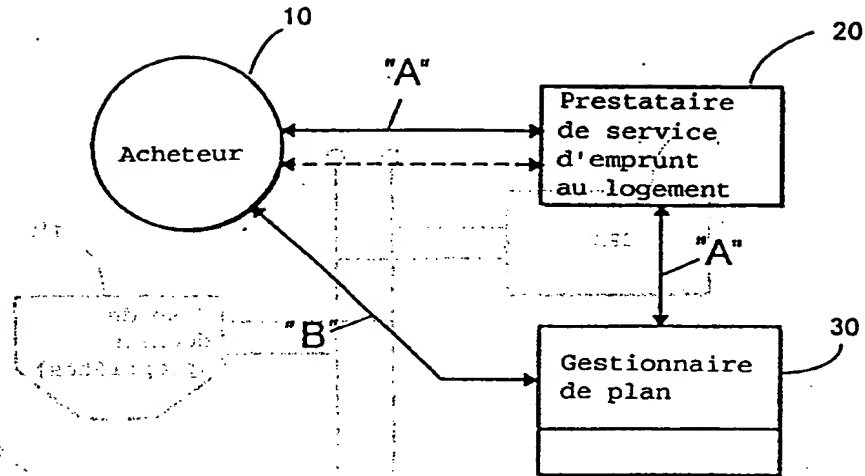 10
20
"A"
Prestataire
de service
d'emprunt
au logement
Acheteur
"A"
"B"
30
Gestionnaire
de plan